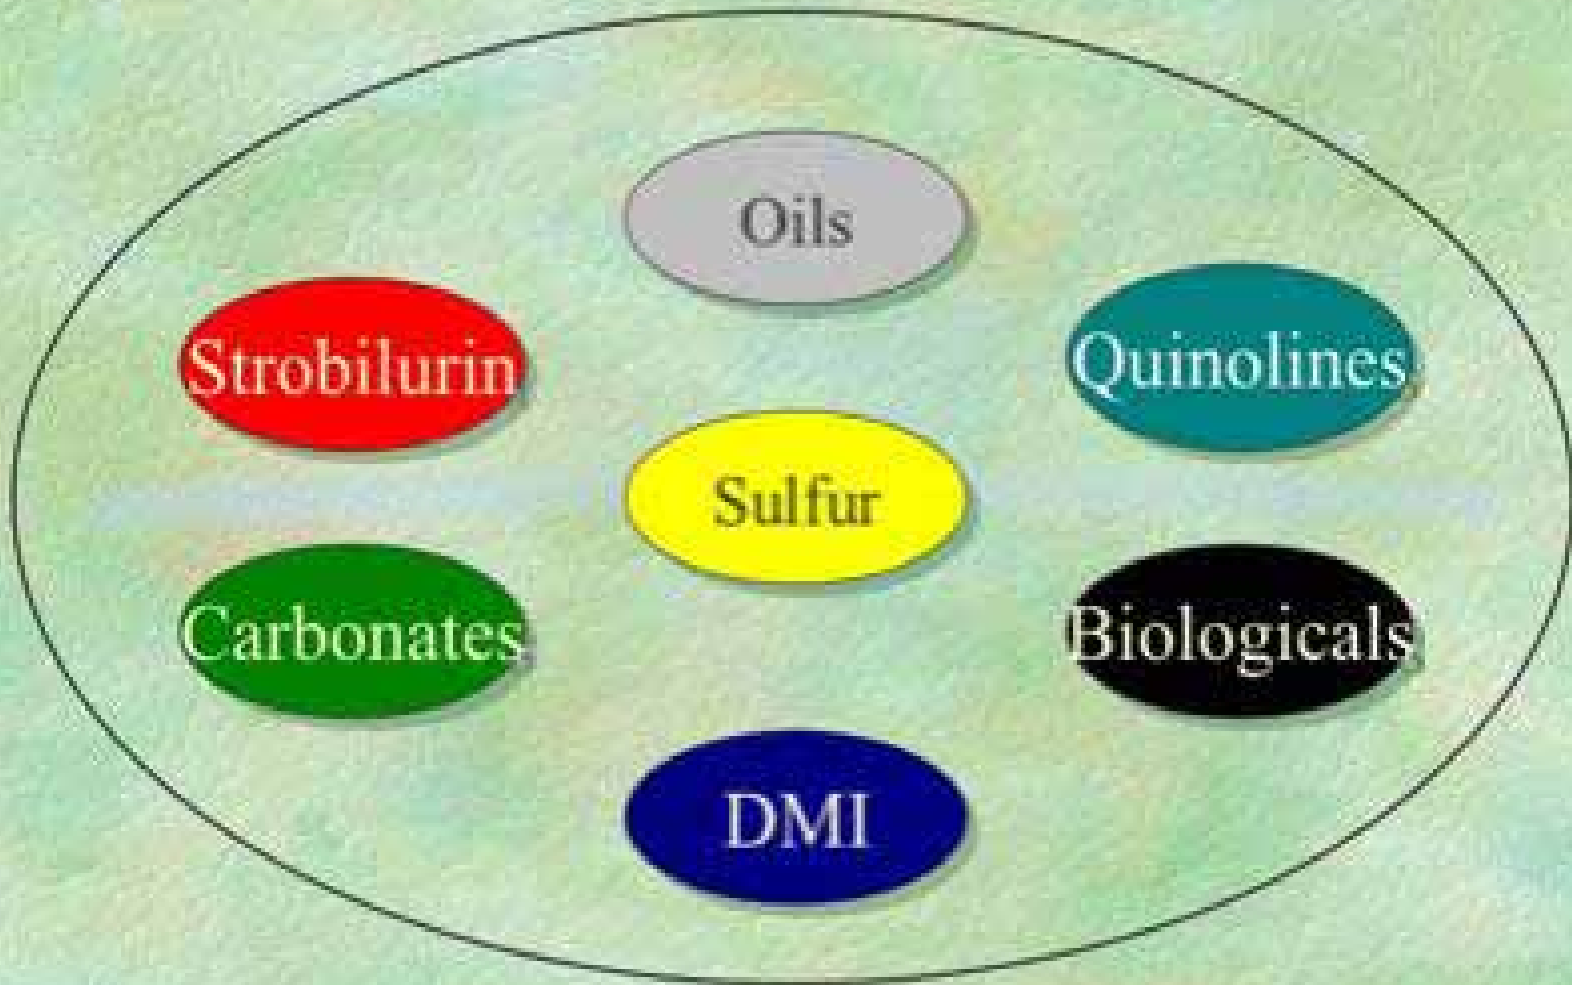 Oils
Strobilurin
Quinolines
Sulfur
Carbonates
Biologicals
DMI